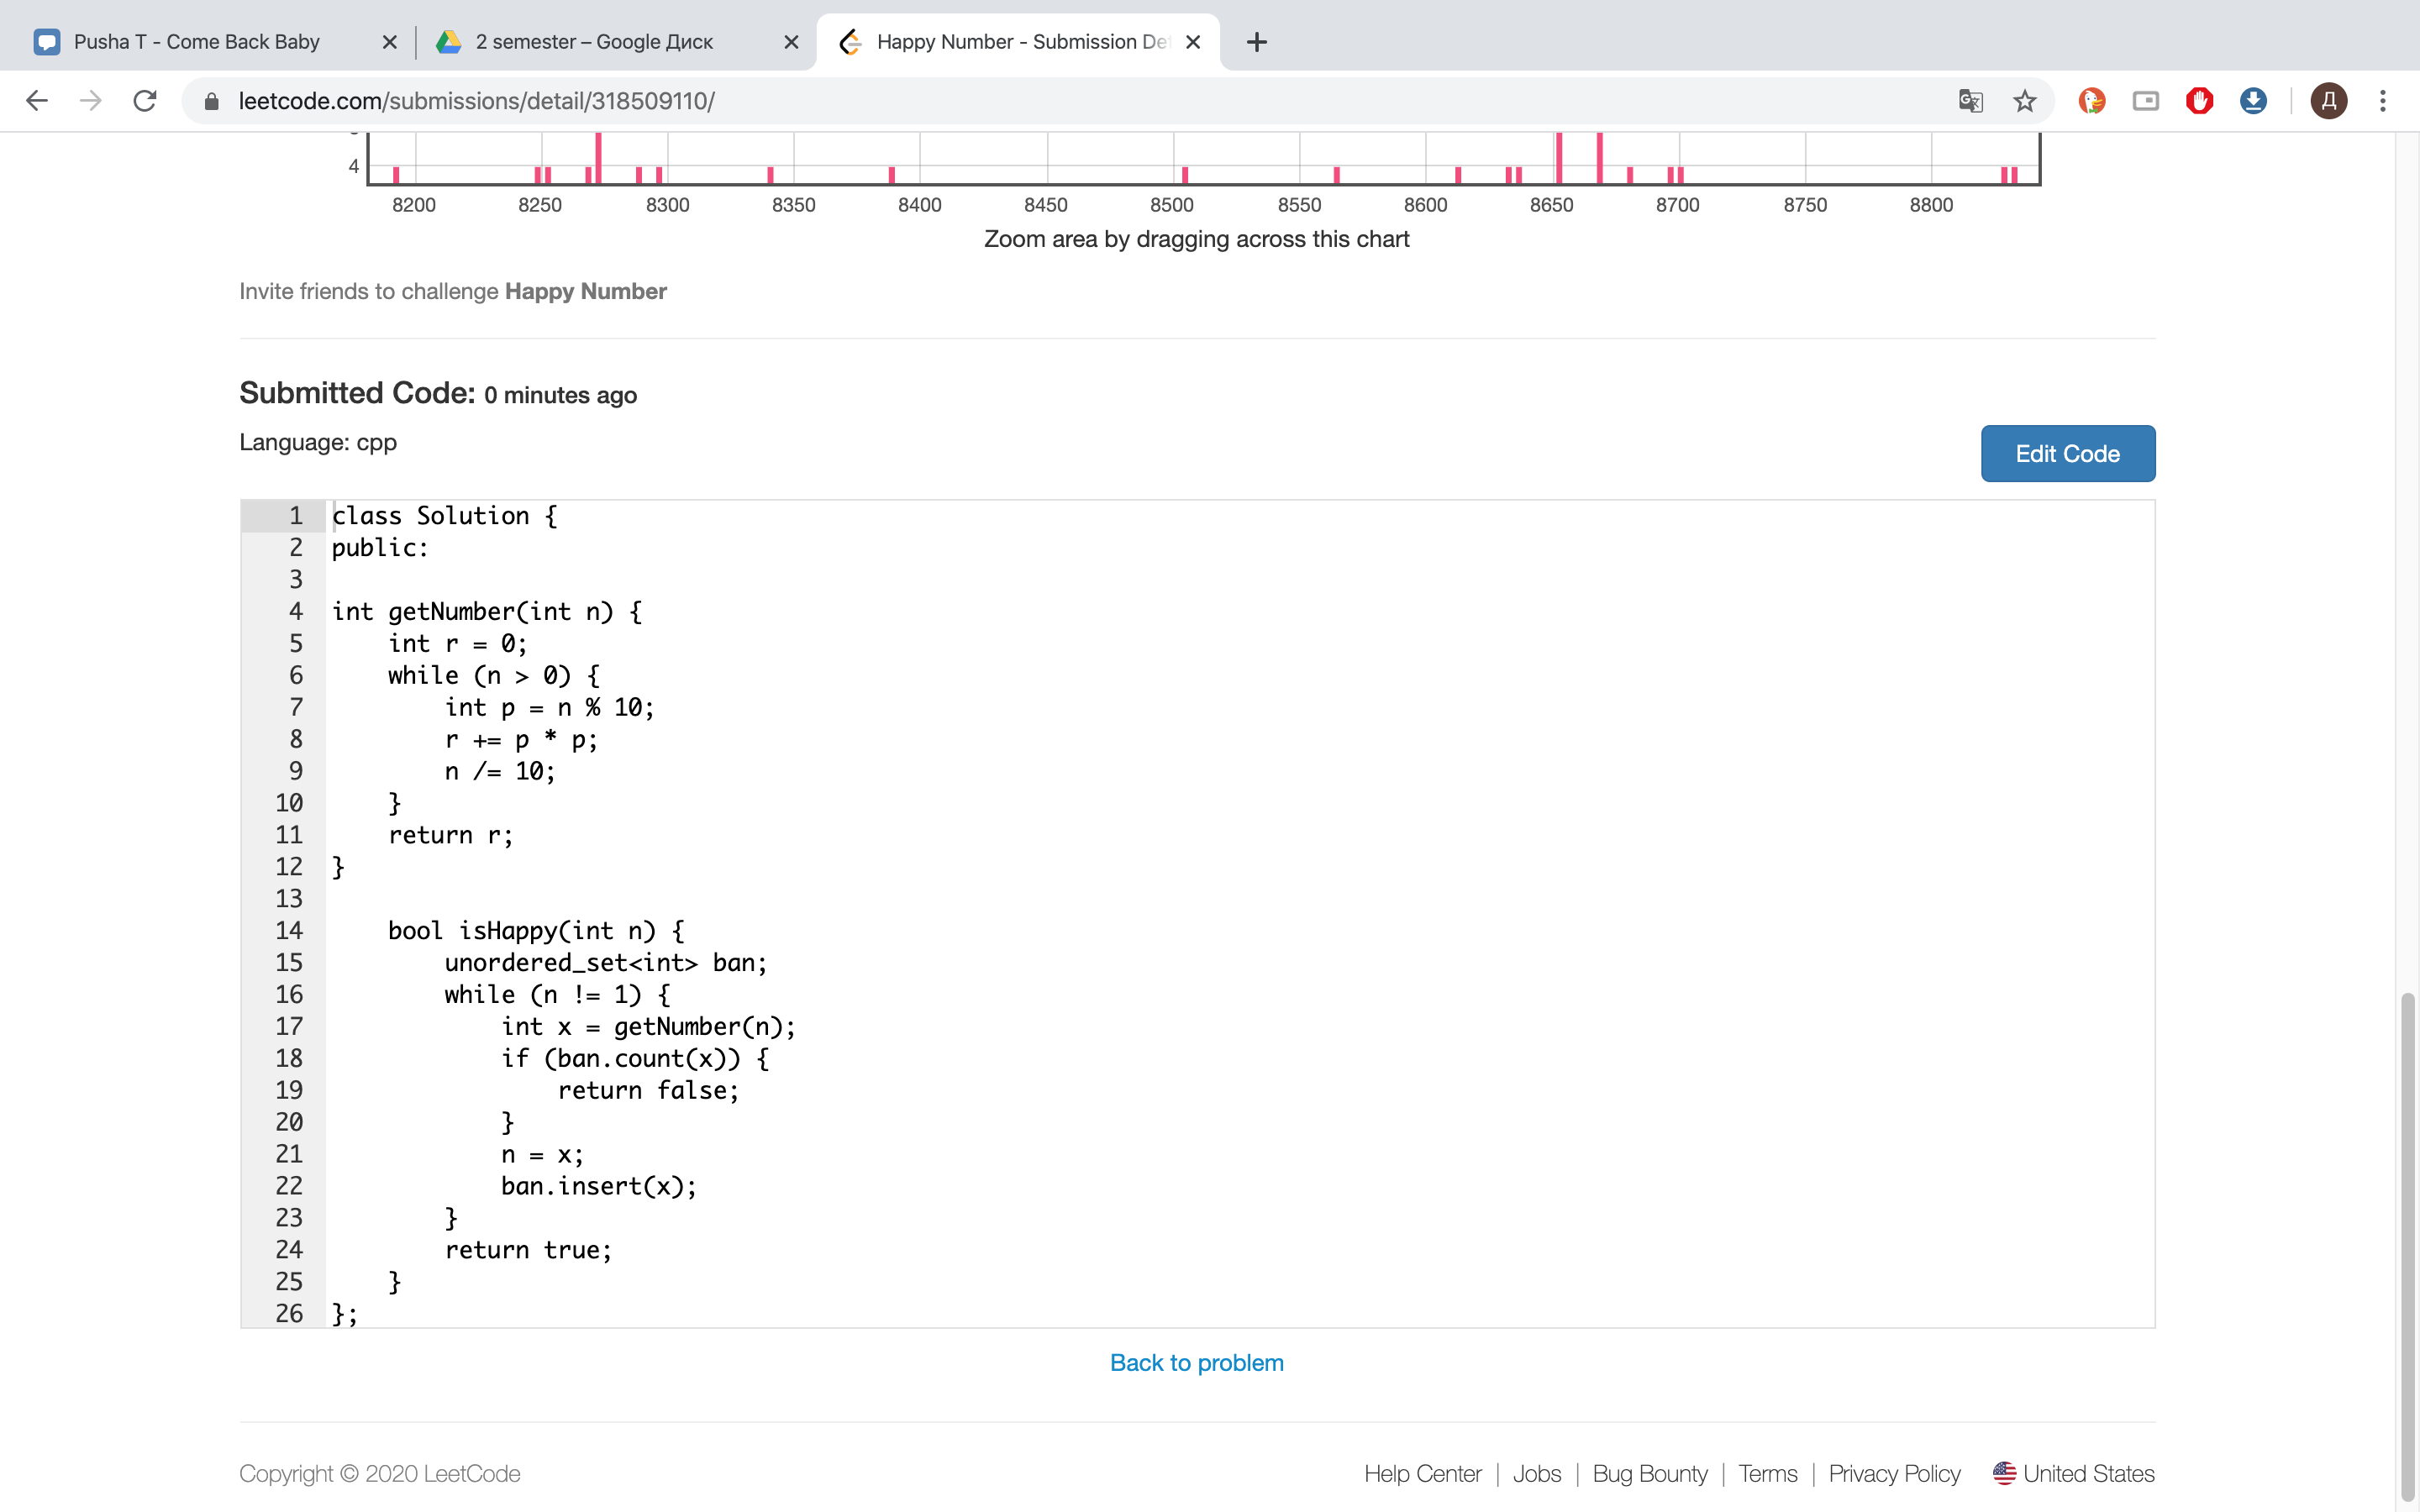 Pusha T - Come Back Baby
2 semester – Google Диск
Happy Number - Submission De
leetcode.com/submissions/detail/318509110/
Д
4
8200 8250 8300 8350 8400 8450 8500 8550 8600 8650 8700 8750 8800
Zoom area by dragging across this chart
Invite friends to challenge Happy Number
Submitted Code: 0 minutes ago
Language: cpp
Edit Code
1 class Solution {
2 public:
3
4 int getNumber(int n) {
5     int r = 0;
6     while (n > 0) {
7         int p = n % 10;
8         r += p * p;
9         n /= 10;
10     }
11     return r;
12 }
13
14     bool isHappy(int n) {
15         unordered_set<int> ban;
16         while (n != 1) {
17             int x = getNumber(n);
18             if (ban.count(x)) {
19                 return false;
20             }
21             n = x;
22             ban.insert(x);
23         }
24         return true;
25     }
26 };
Back to problem
Copyright © 2020 LeetCode
Help Center | Jobs | Bug Bounty | Terms | Privacy Policy United States